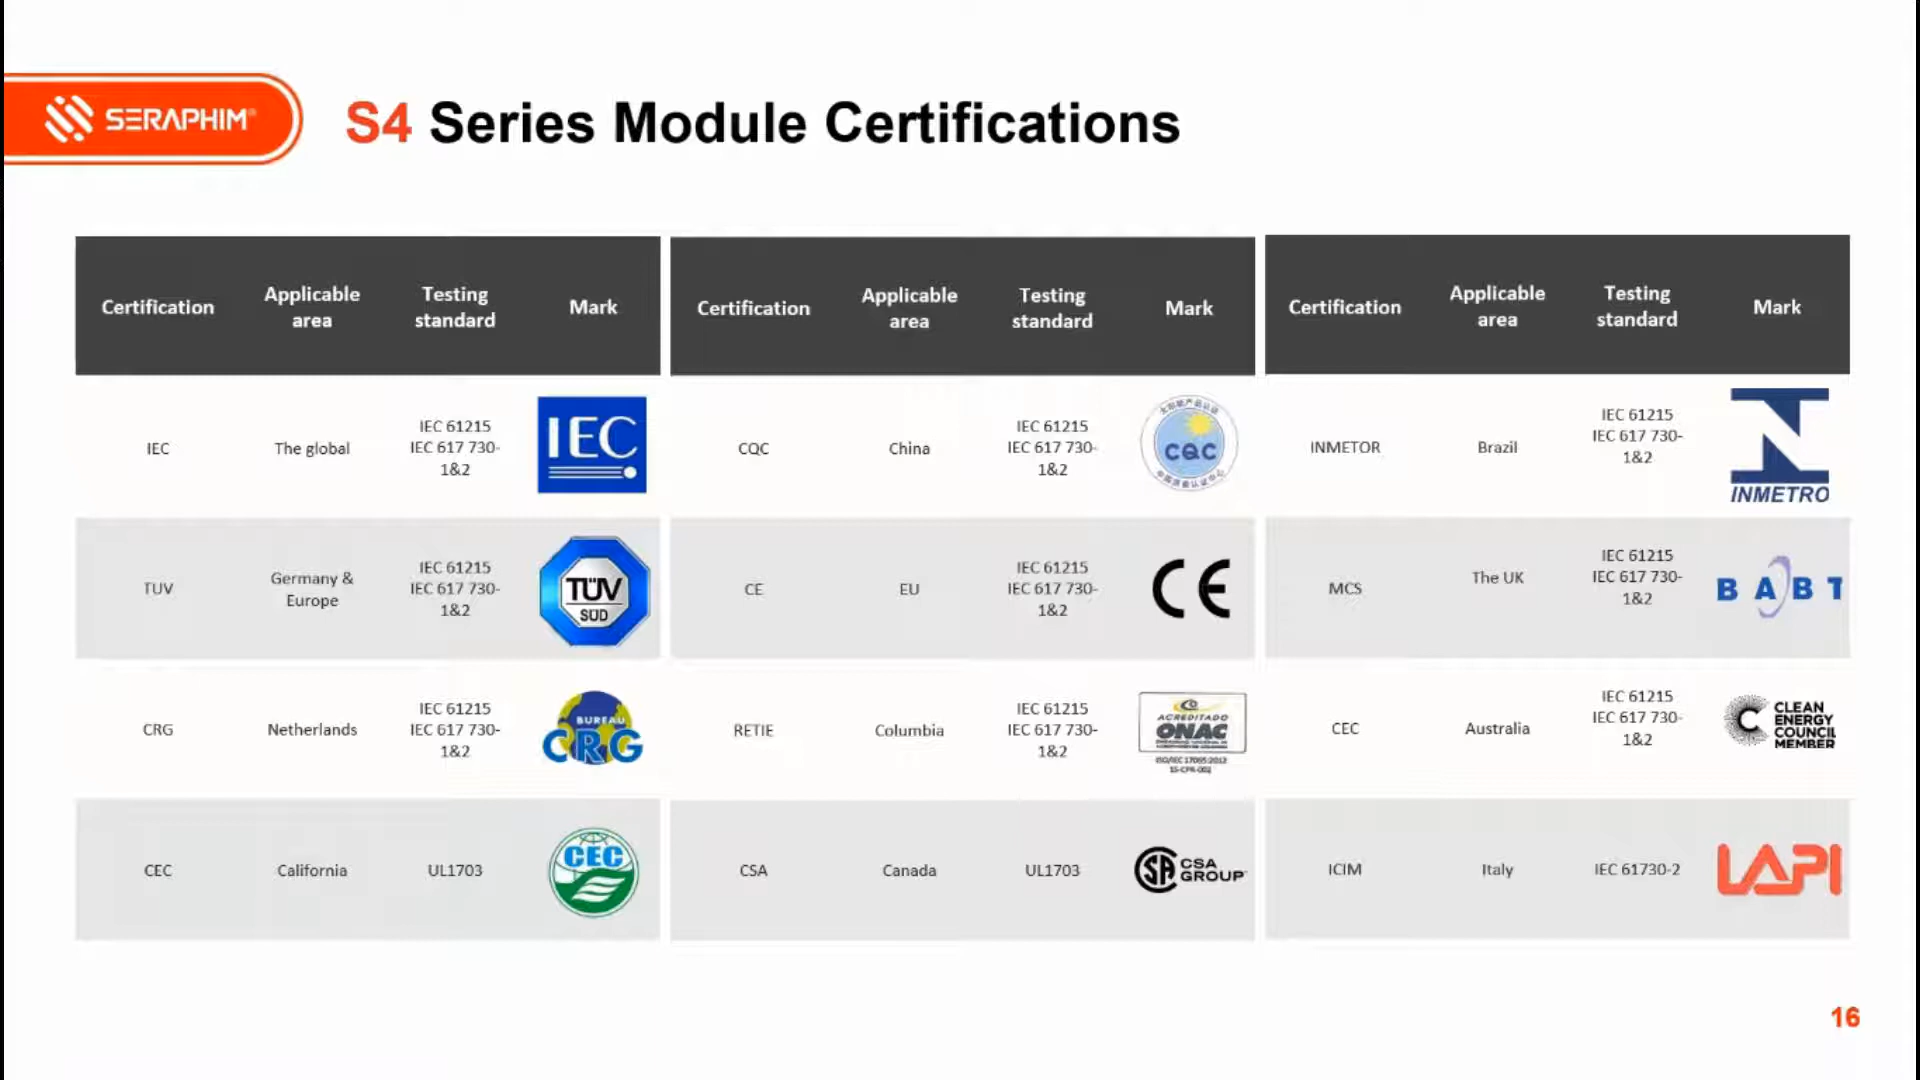 SERAPHIM®
S4 Series Module Certifications
Certification
Applicable
area
Testing
standard
Mark
IEC
The global
IEC 61215
IEC 617 730-
1&2
IEC
TUV
Germany &
Europe
IEC 61215
IEC 617 730-
1&2
TÜV
SÜD
CRG
Netherlands
IEC 61215
IEC 617 730-
1&2
BUREAU
CRG
CEC
California
UL1703
CEC
Certification
Applicable
area
Testing
standard
Mark
CQC
China
IEC 61215
IEC 617 730-
1&2
CQC
CE
EU
IEC 61215
IEC 617 730-
1&2
CE
RETIE
Columbia
IEC 61215
IEC 617 730-
1&2
ACREDITADO
ONAC
ISO/IEC 17065:2012
CSA
Canada
UL1703
CSA
GROUP
Certification
Applicable
area
Testing
standard
Mark
INMETOR
Brazil
IEC 61215
IEC 617 730-
1&2
INMETRO
MCS
The UK
IEC 61215
IEC 617 730-
1&2
BABT
CEC
Australia
IEC 61215
IEC 617 730-
1&2
CLEAN
ENERGY
COUNCIL
MEMBER
ICIM
Italy
IEC 61730-2
LAPI
16